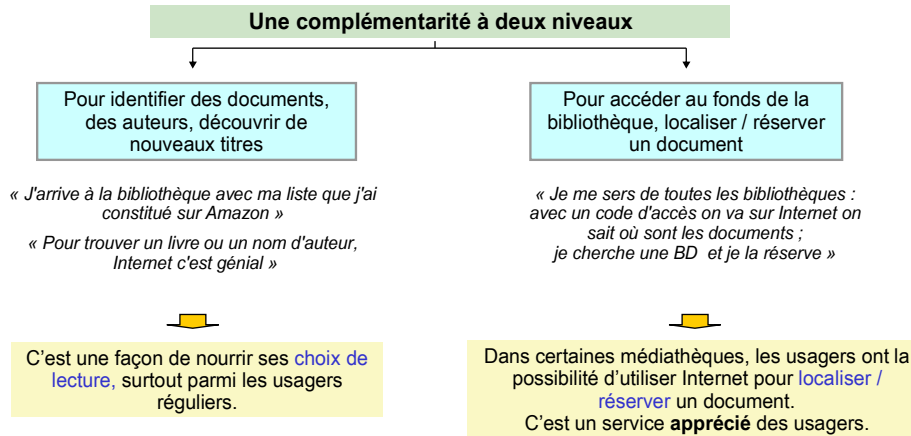 Une complémentarité à deux niveaux
Pour identifier des documents,
des auteurs, découvrir de
nouveaux titres
« J'arrive à la bibliothèque avec ma liste que j'ai
constitué sur Amazon »
« Pour trouver un livre ou un nom d'auteur,
Internet c'est génial »
C'est une façon de nourrir ses choix de
lecture, surtout parmi les usagers
réguliers.
Pour accéder au fonds de la
bibliothèque, localiser / réserver
un document
« Je me sers de toutes les bibliothèques :
avec un code d'accès on va sur Internet on
sait où sont les documents ;
je cherche une BD et je la réserve »
Dans certaines médiathèques, les usagers ont la
possibilité d'utiliser Internet pour localiser /
réserver un document.
C'est un service apprécié des usagers.